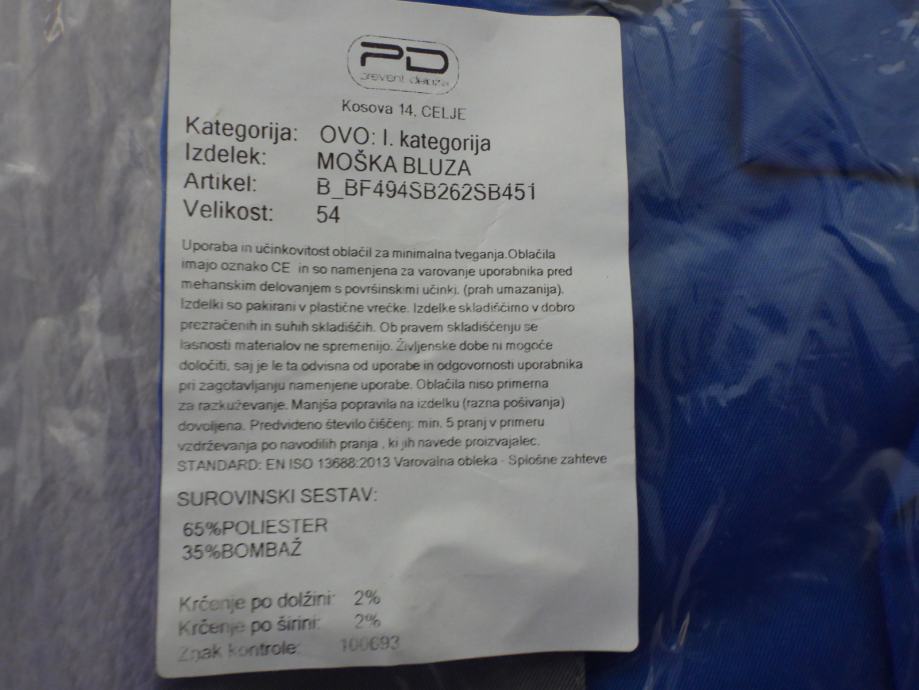 PD
prevent deloza
Kosova 14, CELJE
Kategorija: OVO: I. kategorija
Izdelek: MOŠKA BLUZA
Artikel: B_BF494SB262SB451
Velikost: 54
Uporaba in učinkovitost oblačil za minimalna tveganja.Oblačila
imajo oznako CE in so namenjena za varovanje uporabnika pred
mehanskim delovanjem s površinskimi učinki. (prah umazanija).
Izdelki so pakirani v plastične vrečke. Izdelke skladiščimo v dobro
prezračenih in suhih skladiščih. Ob pravem skladiščenju se
lasnosti materialov ne spremenijo. Življenske dobe ni mogoče
določiti, saj je le ta odvisna od uporabe in odgovornosti uporabnika
pri zagotavljanju namenjene uporabe. Oblačila niso primerna
za razkuževanje. Manjša popravila na izdelku (razna pošivanja)
dovoljena. Predvideno število čiščenj: min. 5 pranj v primeru
vzdrževanja po navodilih pranja , ki jih navede proizvajalec.
STANDARD: EN ISO 13688:2013 Varovalna obleka - Splošne zahteve
SUROVINSKI SESTAV:
65%POLIESTER
35%BOMBAŽ
Krčenje po dolžini: 2%
Krčenje po širini: 2%
Znak kontrole: 100693